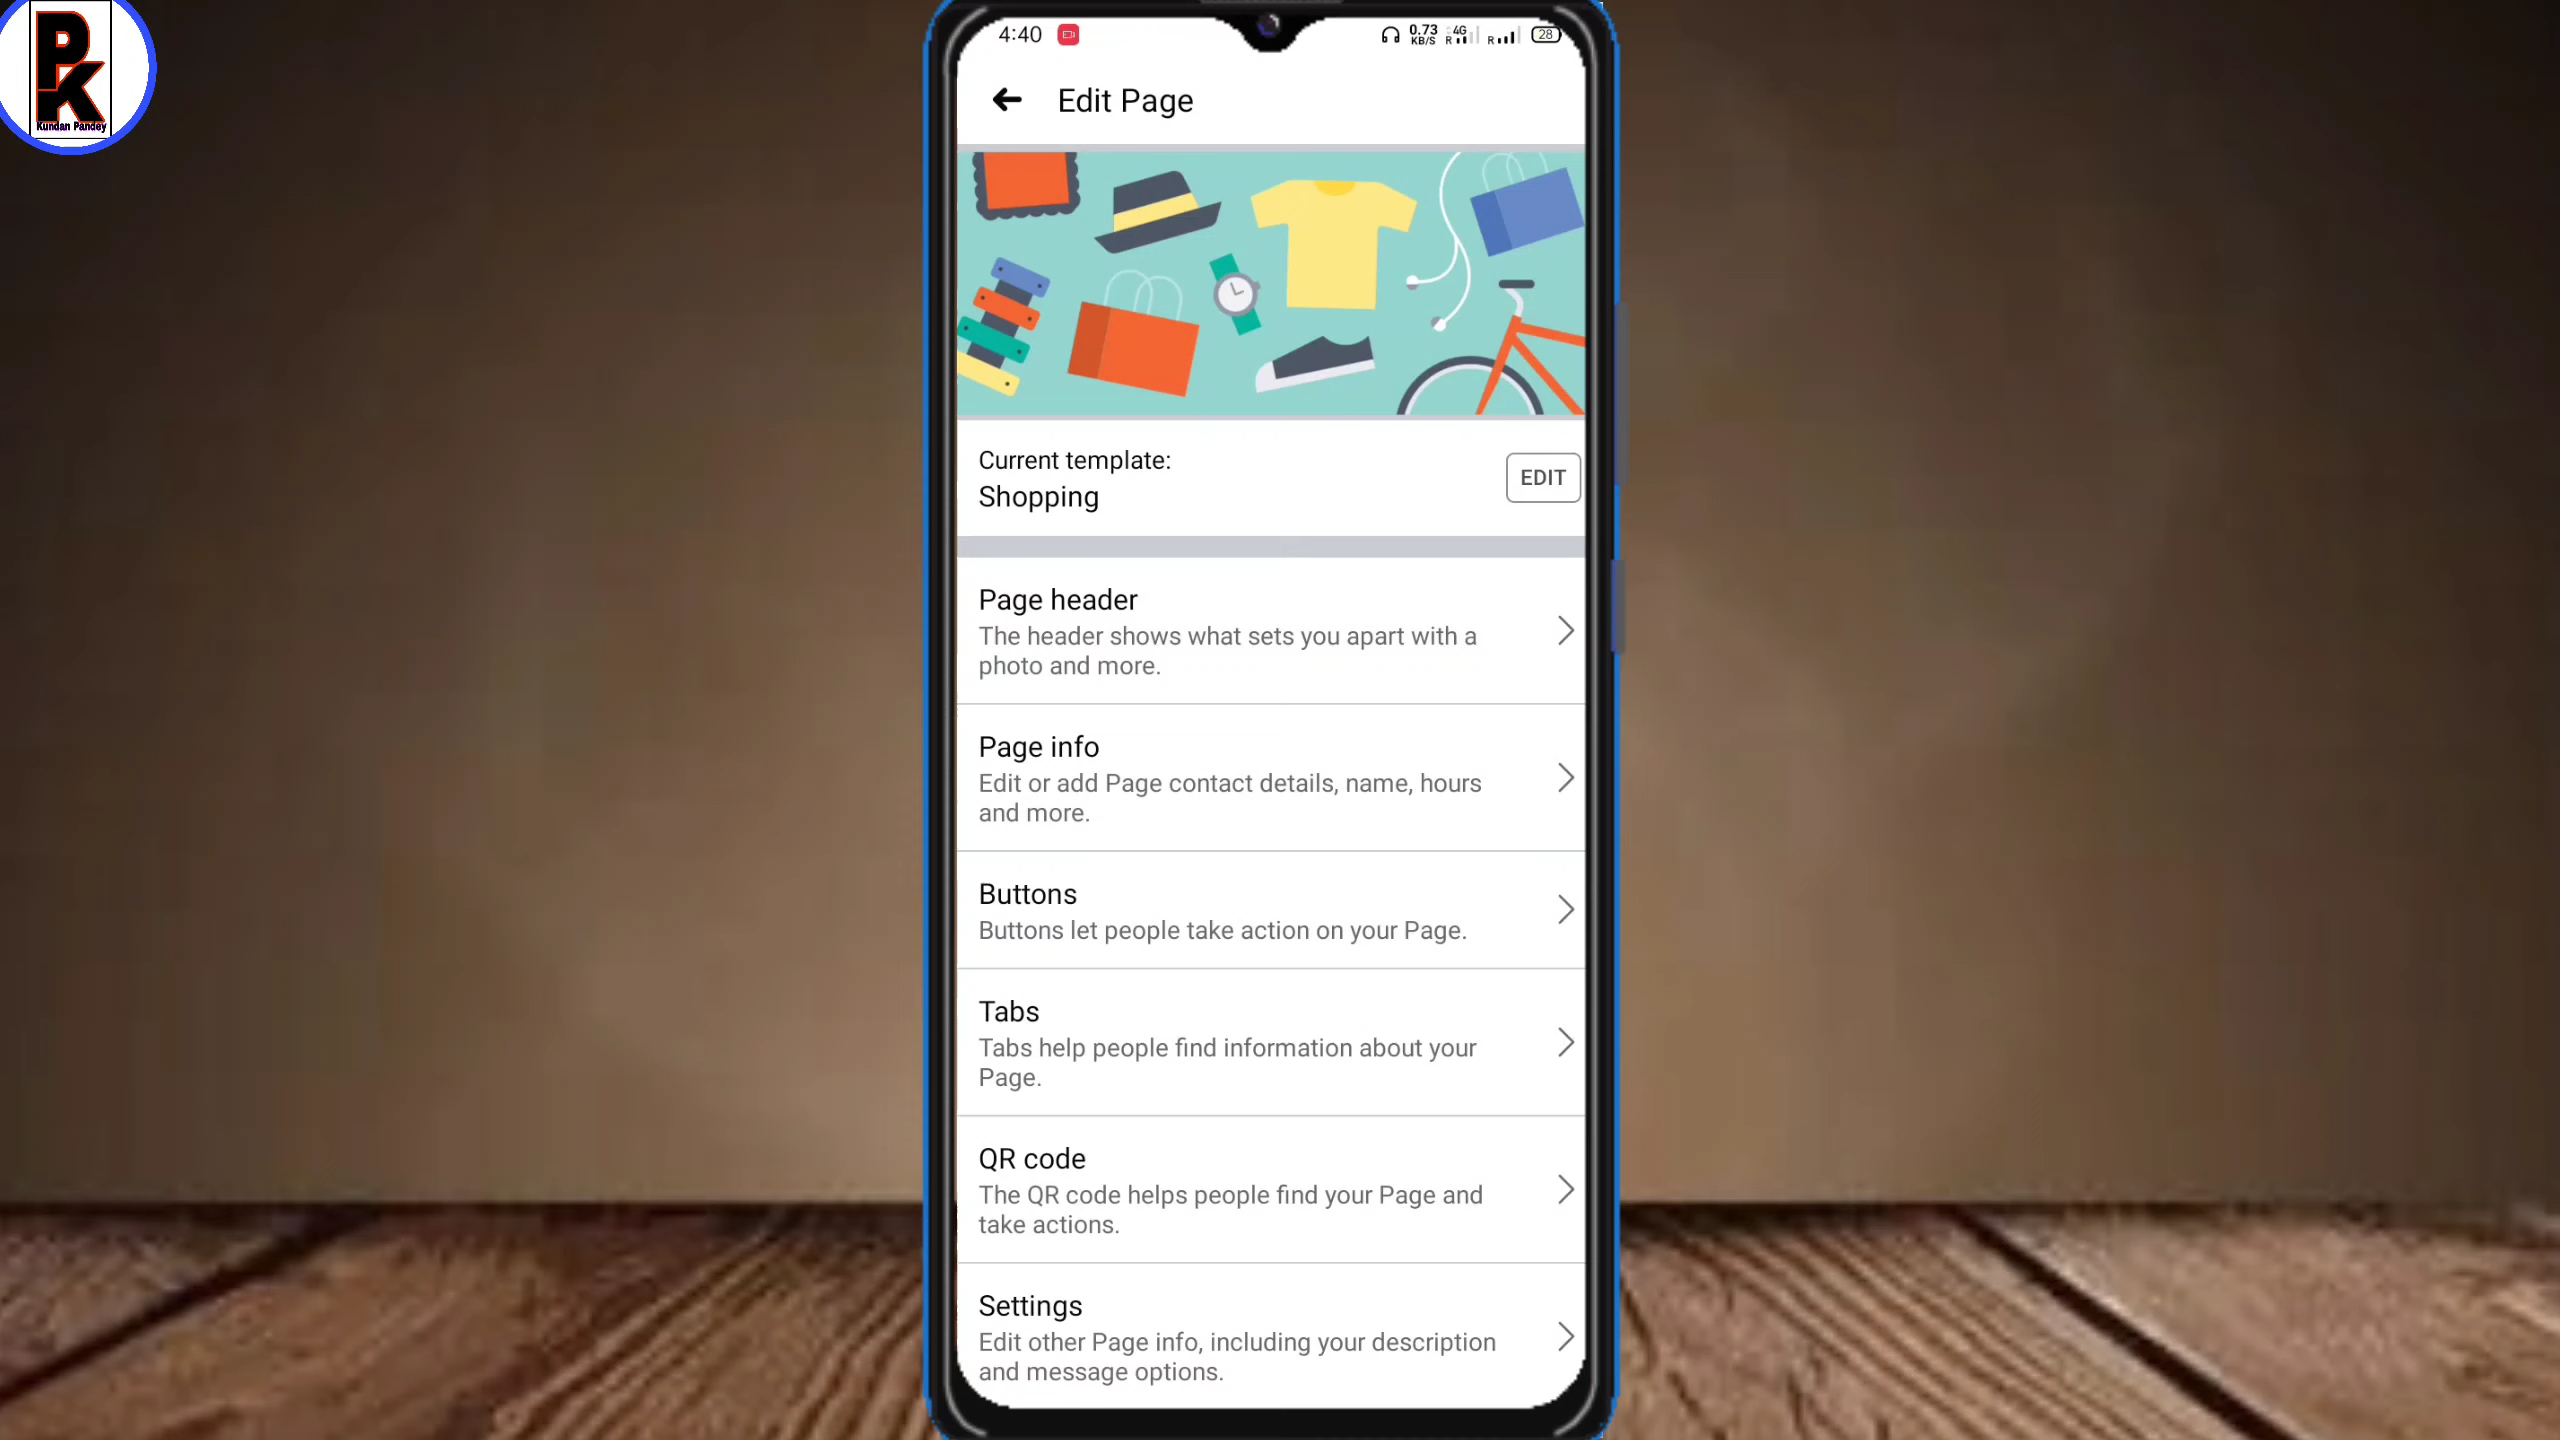 PK
Kundan Pandey
4:40
0.73
KB/S
R
4G
R
28
Edit Page
Current template:
Shopping
EDIT
Page header
The header shows what sets you apart with a
photo and more.
Page info
Edit or add Page contact details, name, hours
and more.
Buttons
Buttons let people take action on your Page.
Tabs
Tabs help people find information about your
Page.
QR code
The QR code helps people find your Page and
take actions.
Settings
Edit other Page info, including your description
and message options.